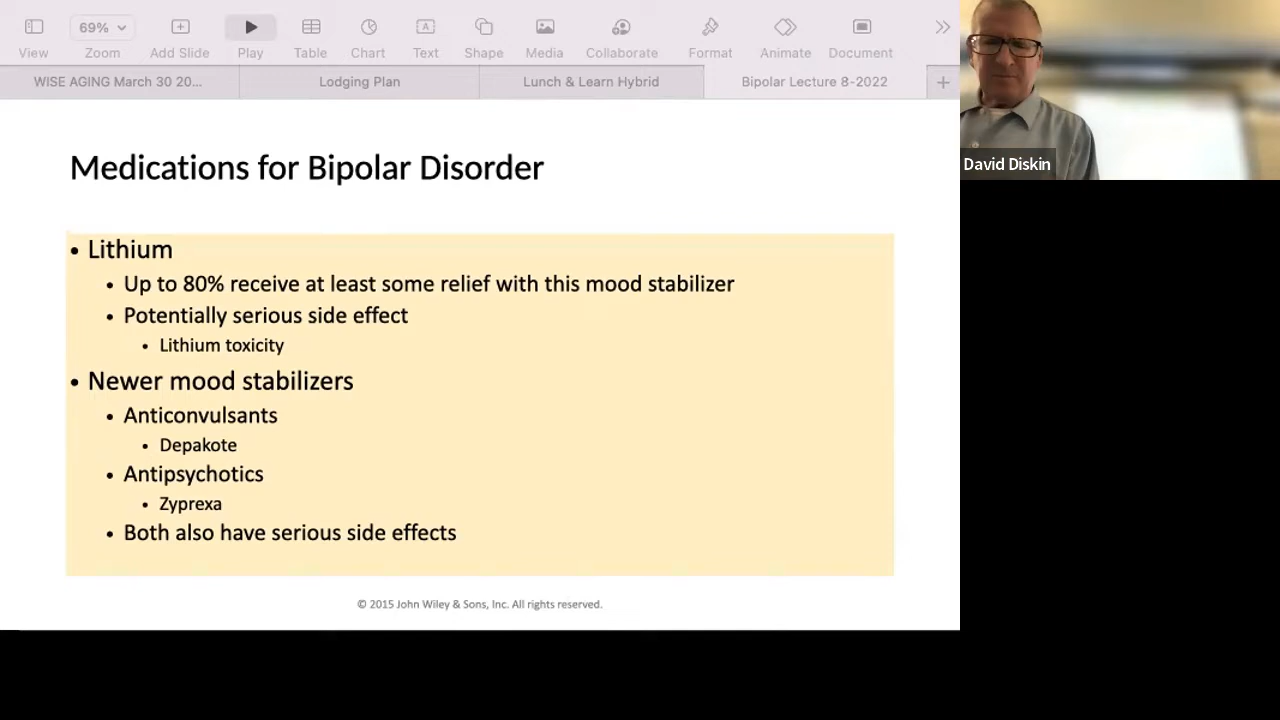 69%
View Zoom Add Slide Play Table Chart Text Shape Media Collaborate Format Animate Document
WISE AGING March 30 20... Lodging Plan Lunch & Learn Hybrid Bipolar Lecture 8-2022
David Diskin
Medications for Bipolar Disorder
• Lithium
• Up to 80% receive at least some relief with this mood stabilizer
• Potentially serious side effect
• Lithium toxicity
• Newer mood stabilizers
• Anticonvulsants
• Depakote
• Antipsychotics
• Zyprexa
• Both also have serious side effects
© 2015 John Wiley & Sons, Inc. All rights reserved.